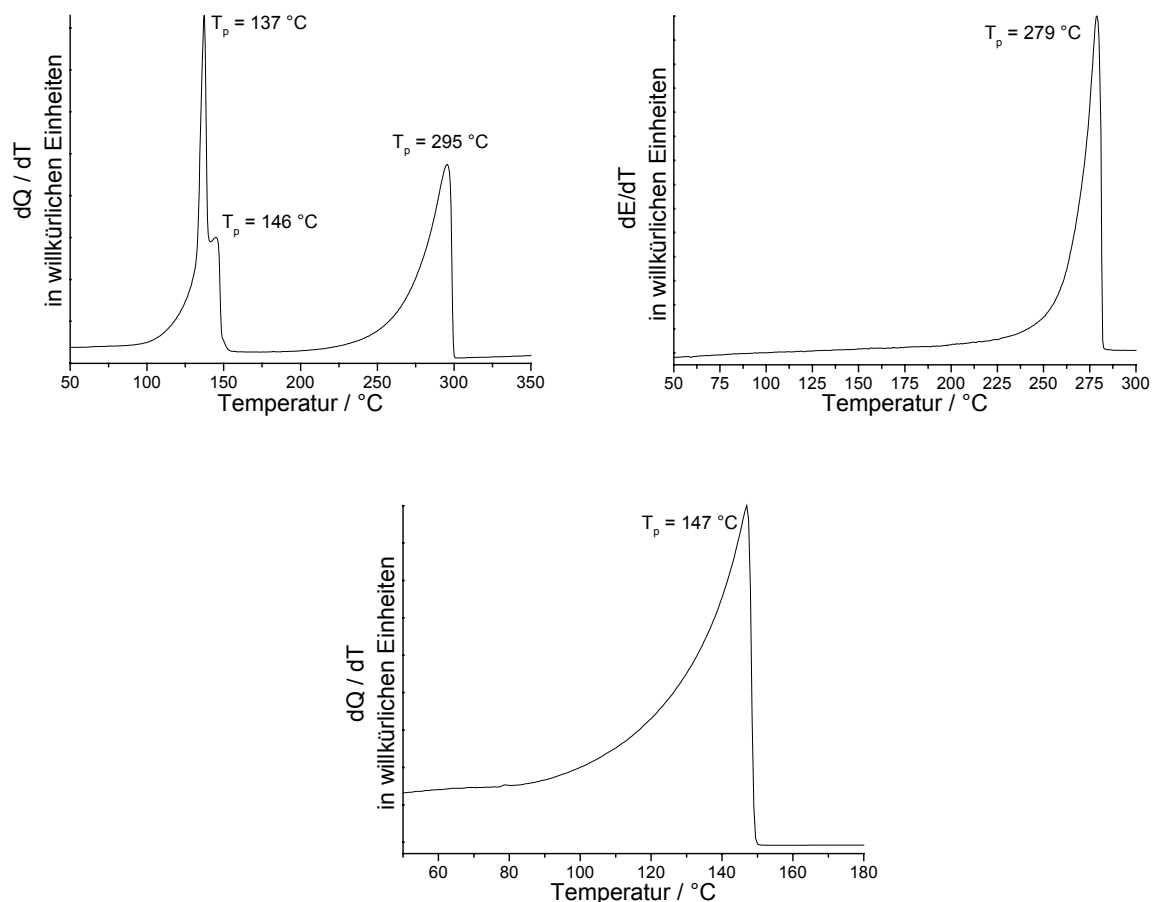 T_p = 137 °C
T_p = 146 °C
T_p = 295 °C
dQ / dT
in willkürlichen Einheiten
50 100 150 200 250 300 350
Temperatur / °C
T_p = 279 °C
dE/dT
in willkürlichen Einheiten
50 75 100 125 150 175 200 225 250 275 300
Temperatur / °C
T_p = 147 °C
dQ / dT
in willkürlichen Einheiten
60 80 100 120 140 160 180
Temperatur / °C